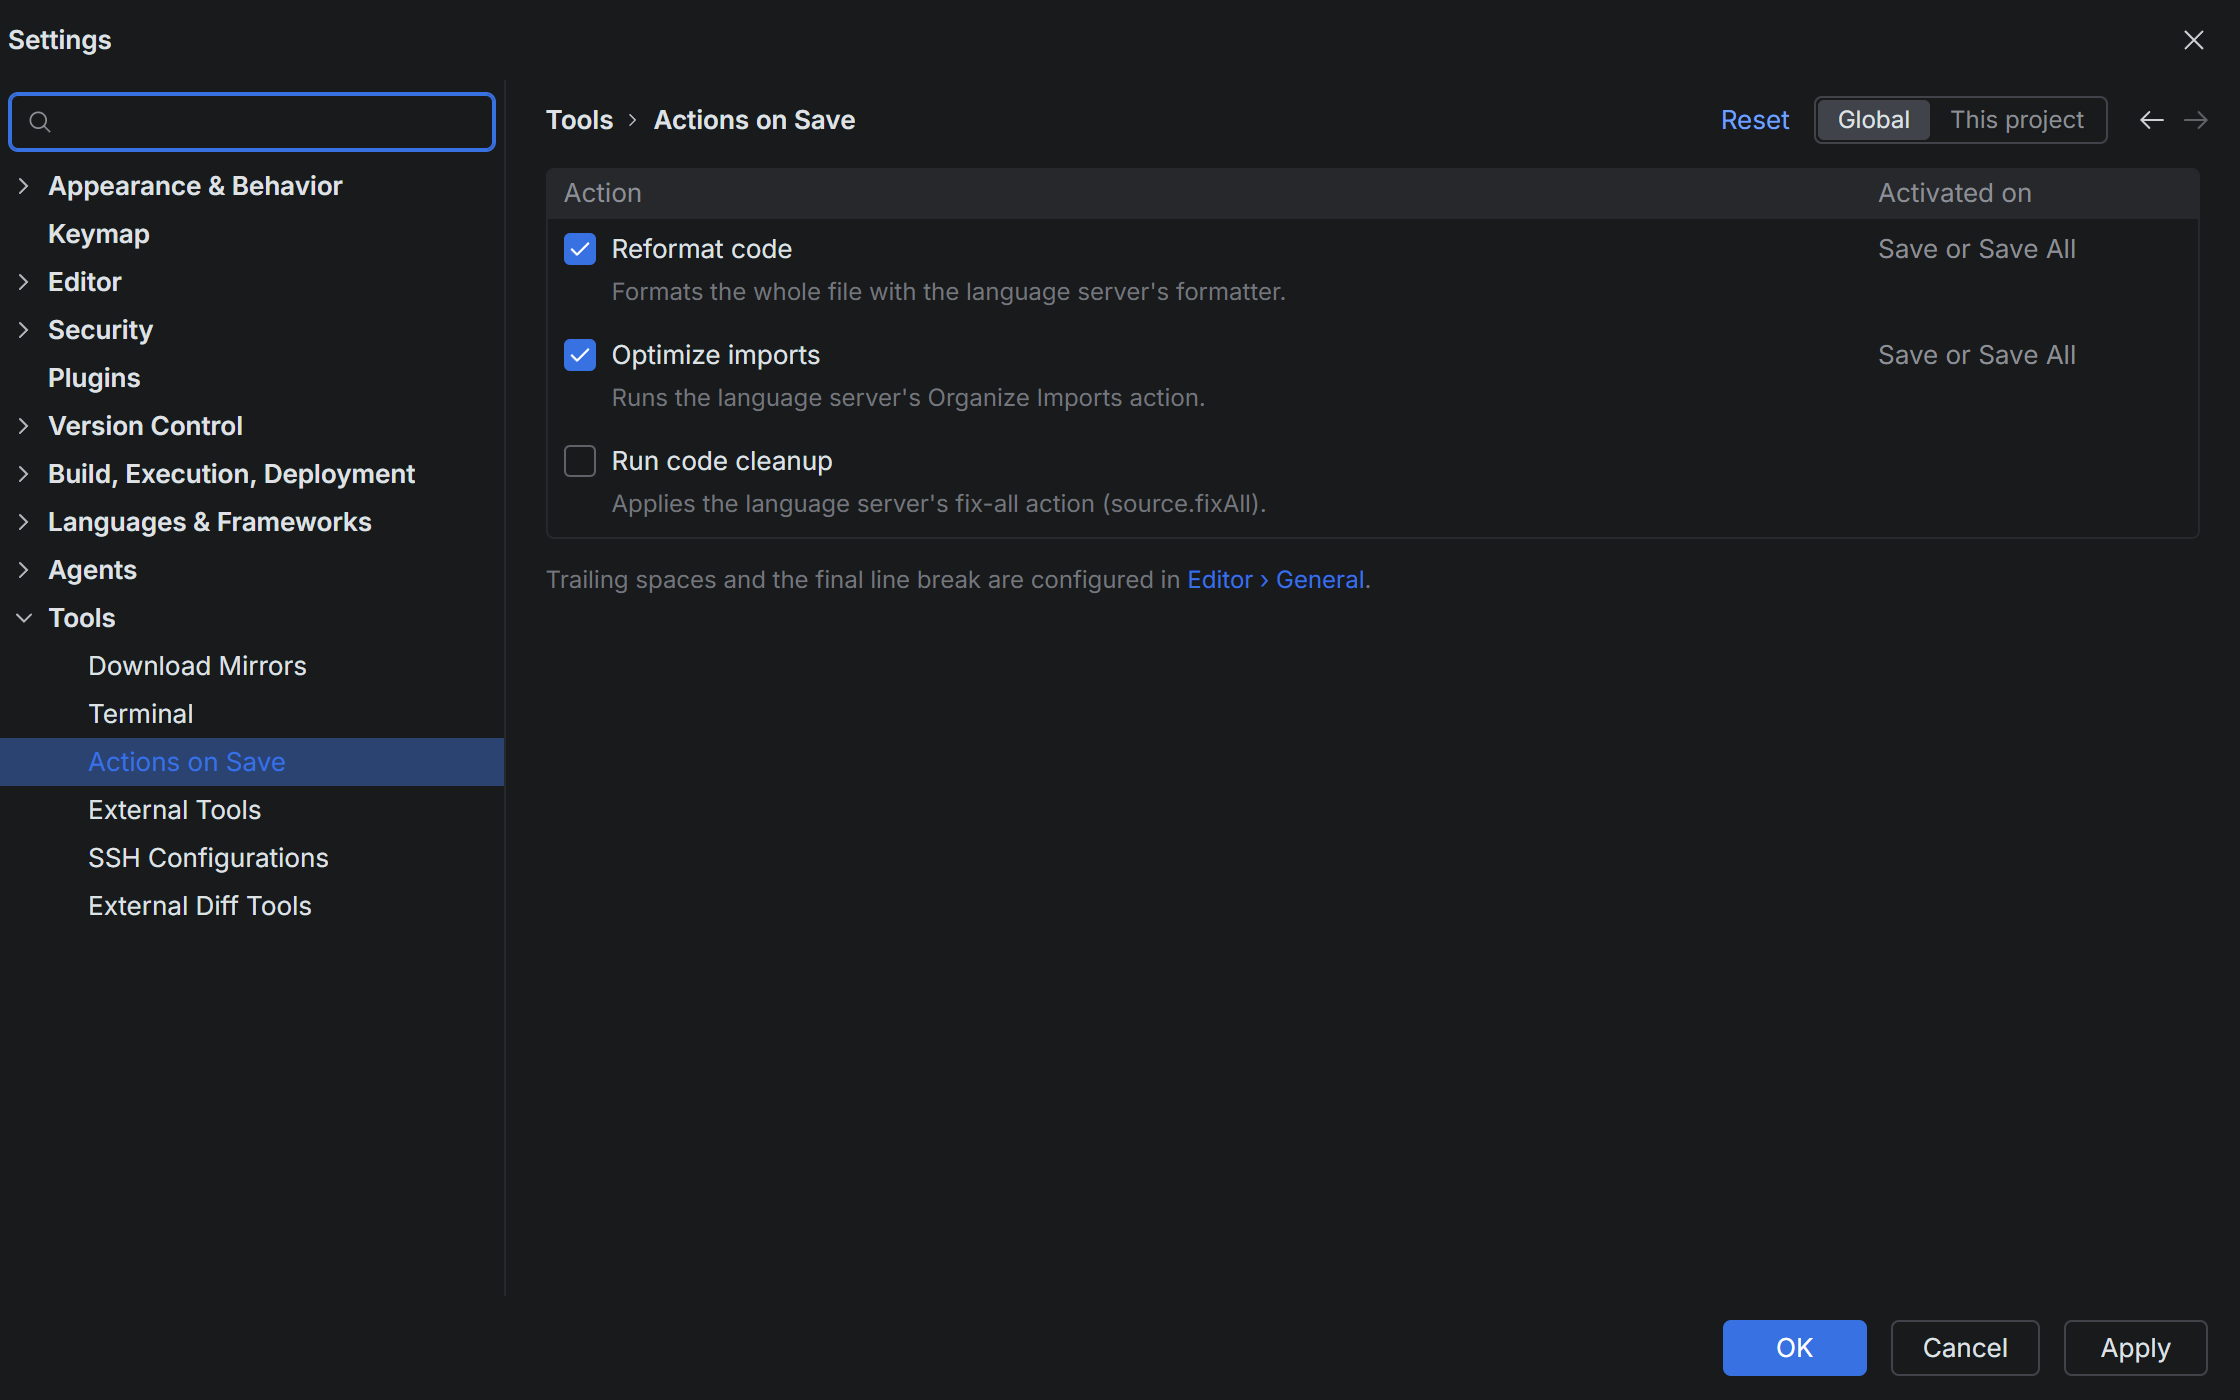 Settings
Appearance & Behavior
Keymap
Editor
Security
Plugins
Version Control
Build, Execution, Deployment
Languages & Frameworks
Agents
Tools
Download Mirrors
Terminal
Actions on Save
External Tools
SSH Configurations
External Diff Tools
Tools › Actions on Save
Reset
Global
This project
Action
Activated on
Reformat code
Save or Save All
Formats the whole file with the language server's formatter.
Optimize imports
Save or Save All
Runs the language server's Organize Imports action.
Run code cleanup
Applies the language server's fix-all action (source.fixAll).
Trailing spaces and the final line break are configured in Editor › General.
OK
Cancel
Apply